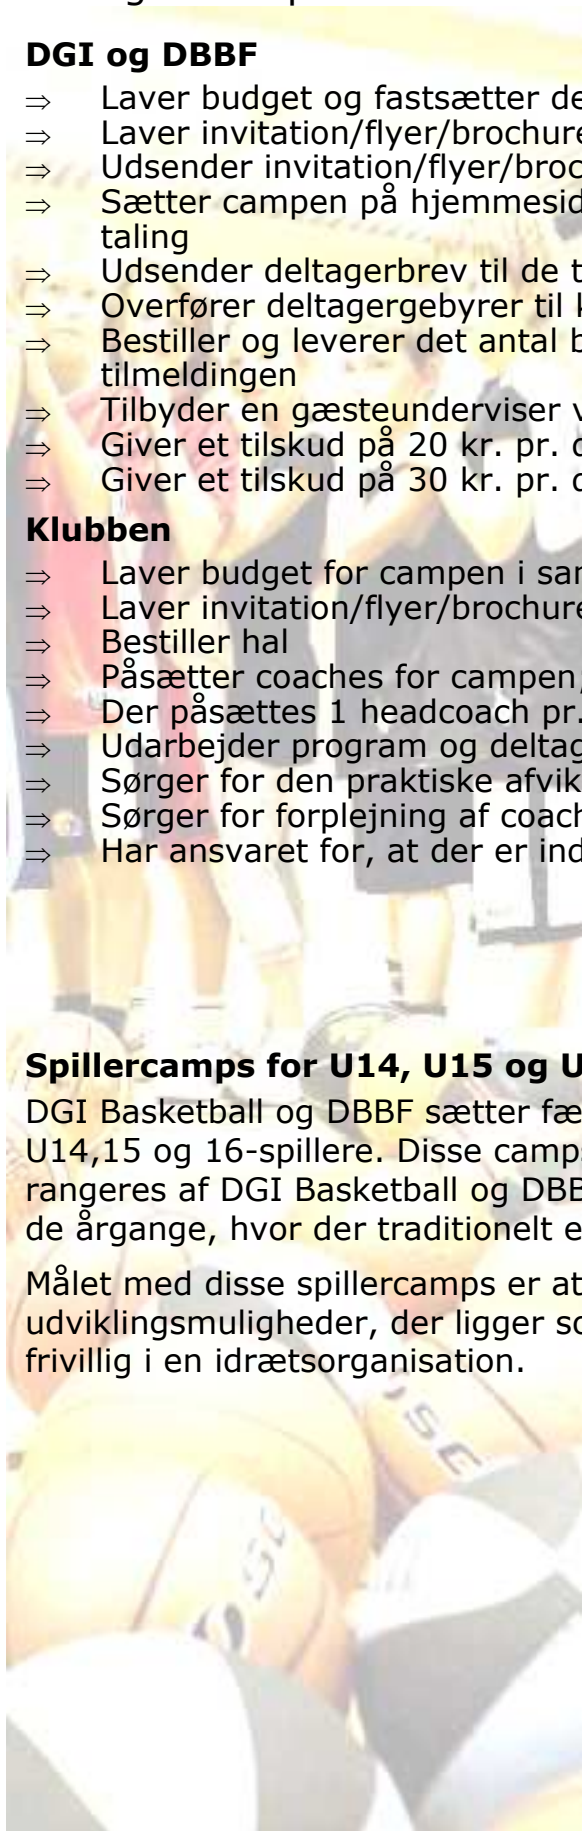 DGI og DBBF
⇒ Laver budget og fastsætter de
⇒ Laver invitation/flyer/brochure
⇒ Udsender invitation/flyer/broc
⇒ Sætter campen på hjemmesid
taling
⇒ Udsender deltagerbrev til de t
⇒ Overfører deltagergebyrer til k
⇒ Bestiller og leverer det antal b
tilmeldingen
⇒ Tilbyder en gæsteunderviser v
⇒ Giver et tilskud på 20 kr. pr. d
⇒ Giver et tilskud på 30 kr. pr. d
Klubben
⇒ Laver budget for campen i sam
⇒ Laver invitation/flyer/brochure
⇒ Bestiller hal
⇒ Påsætter coaches for campen,
⇒ Der påsættes 1 headcoach pr.
⇒ Udarbejder program og deltag
⇒ Sørger for den praktiske afvik
⇒ Sørger for forplejning af coach
⇒ Har ansvaret for, at der er ind
Spillercamps for U14, U15 og U
DGI Basketball og DBBF sætter fæ
U14,15 og 16-spillere. Disse camps
rangeres af DGI Basketball og DBB
de årgange, hvor der traditionelt e
Målet med disse spillercamps er at
udviklingsmuligheder, der ligger so
frivillig i en idrætsorganisation.